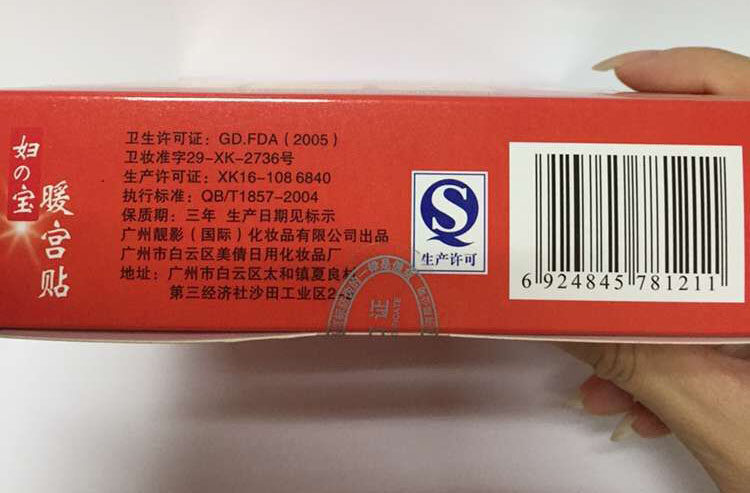 妇の宝
暖宫贴
卫生许可证：GD.FDA（2005）
卫妆准字29-XK-2736号
生产许可证：XK16-108 6840
执行标准：QB/T1857-2004
保质期：三年 生产日期见标示
广州靓影（国际）化妆品有限公司出品
广州市白云区美倩日用化妆品厂
地址：广州市白云区太和镇夏良村
第三经济社沙田工业区2
生产许可
6 924845 781211
证